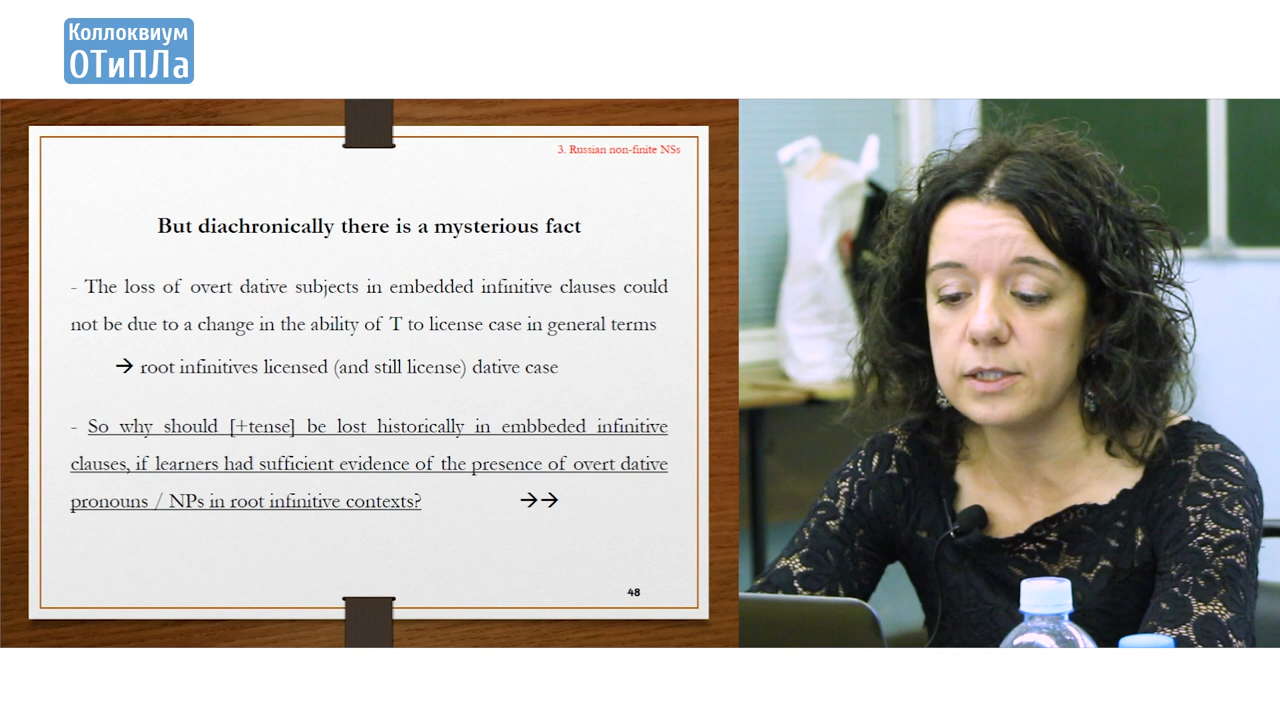 Коллоквиум
ОТиПЛа
3. Russian non-finite NSs
But diachronically there is a mysterious fact
- The loss of overt dative subjects in embedded infinitive clauses could
not be due to a change in the ability of T to license case in general terms
→ root infinitives licensed (and still license) dative case
- So why should [+tense] be lost historically in embbeded infinitive
clauses, if learners had sufficient evidence of the presence of overt dative
pronouns / NPs in root infinitive contexts? →→
48